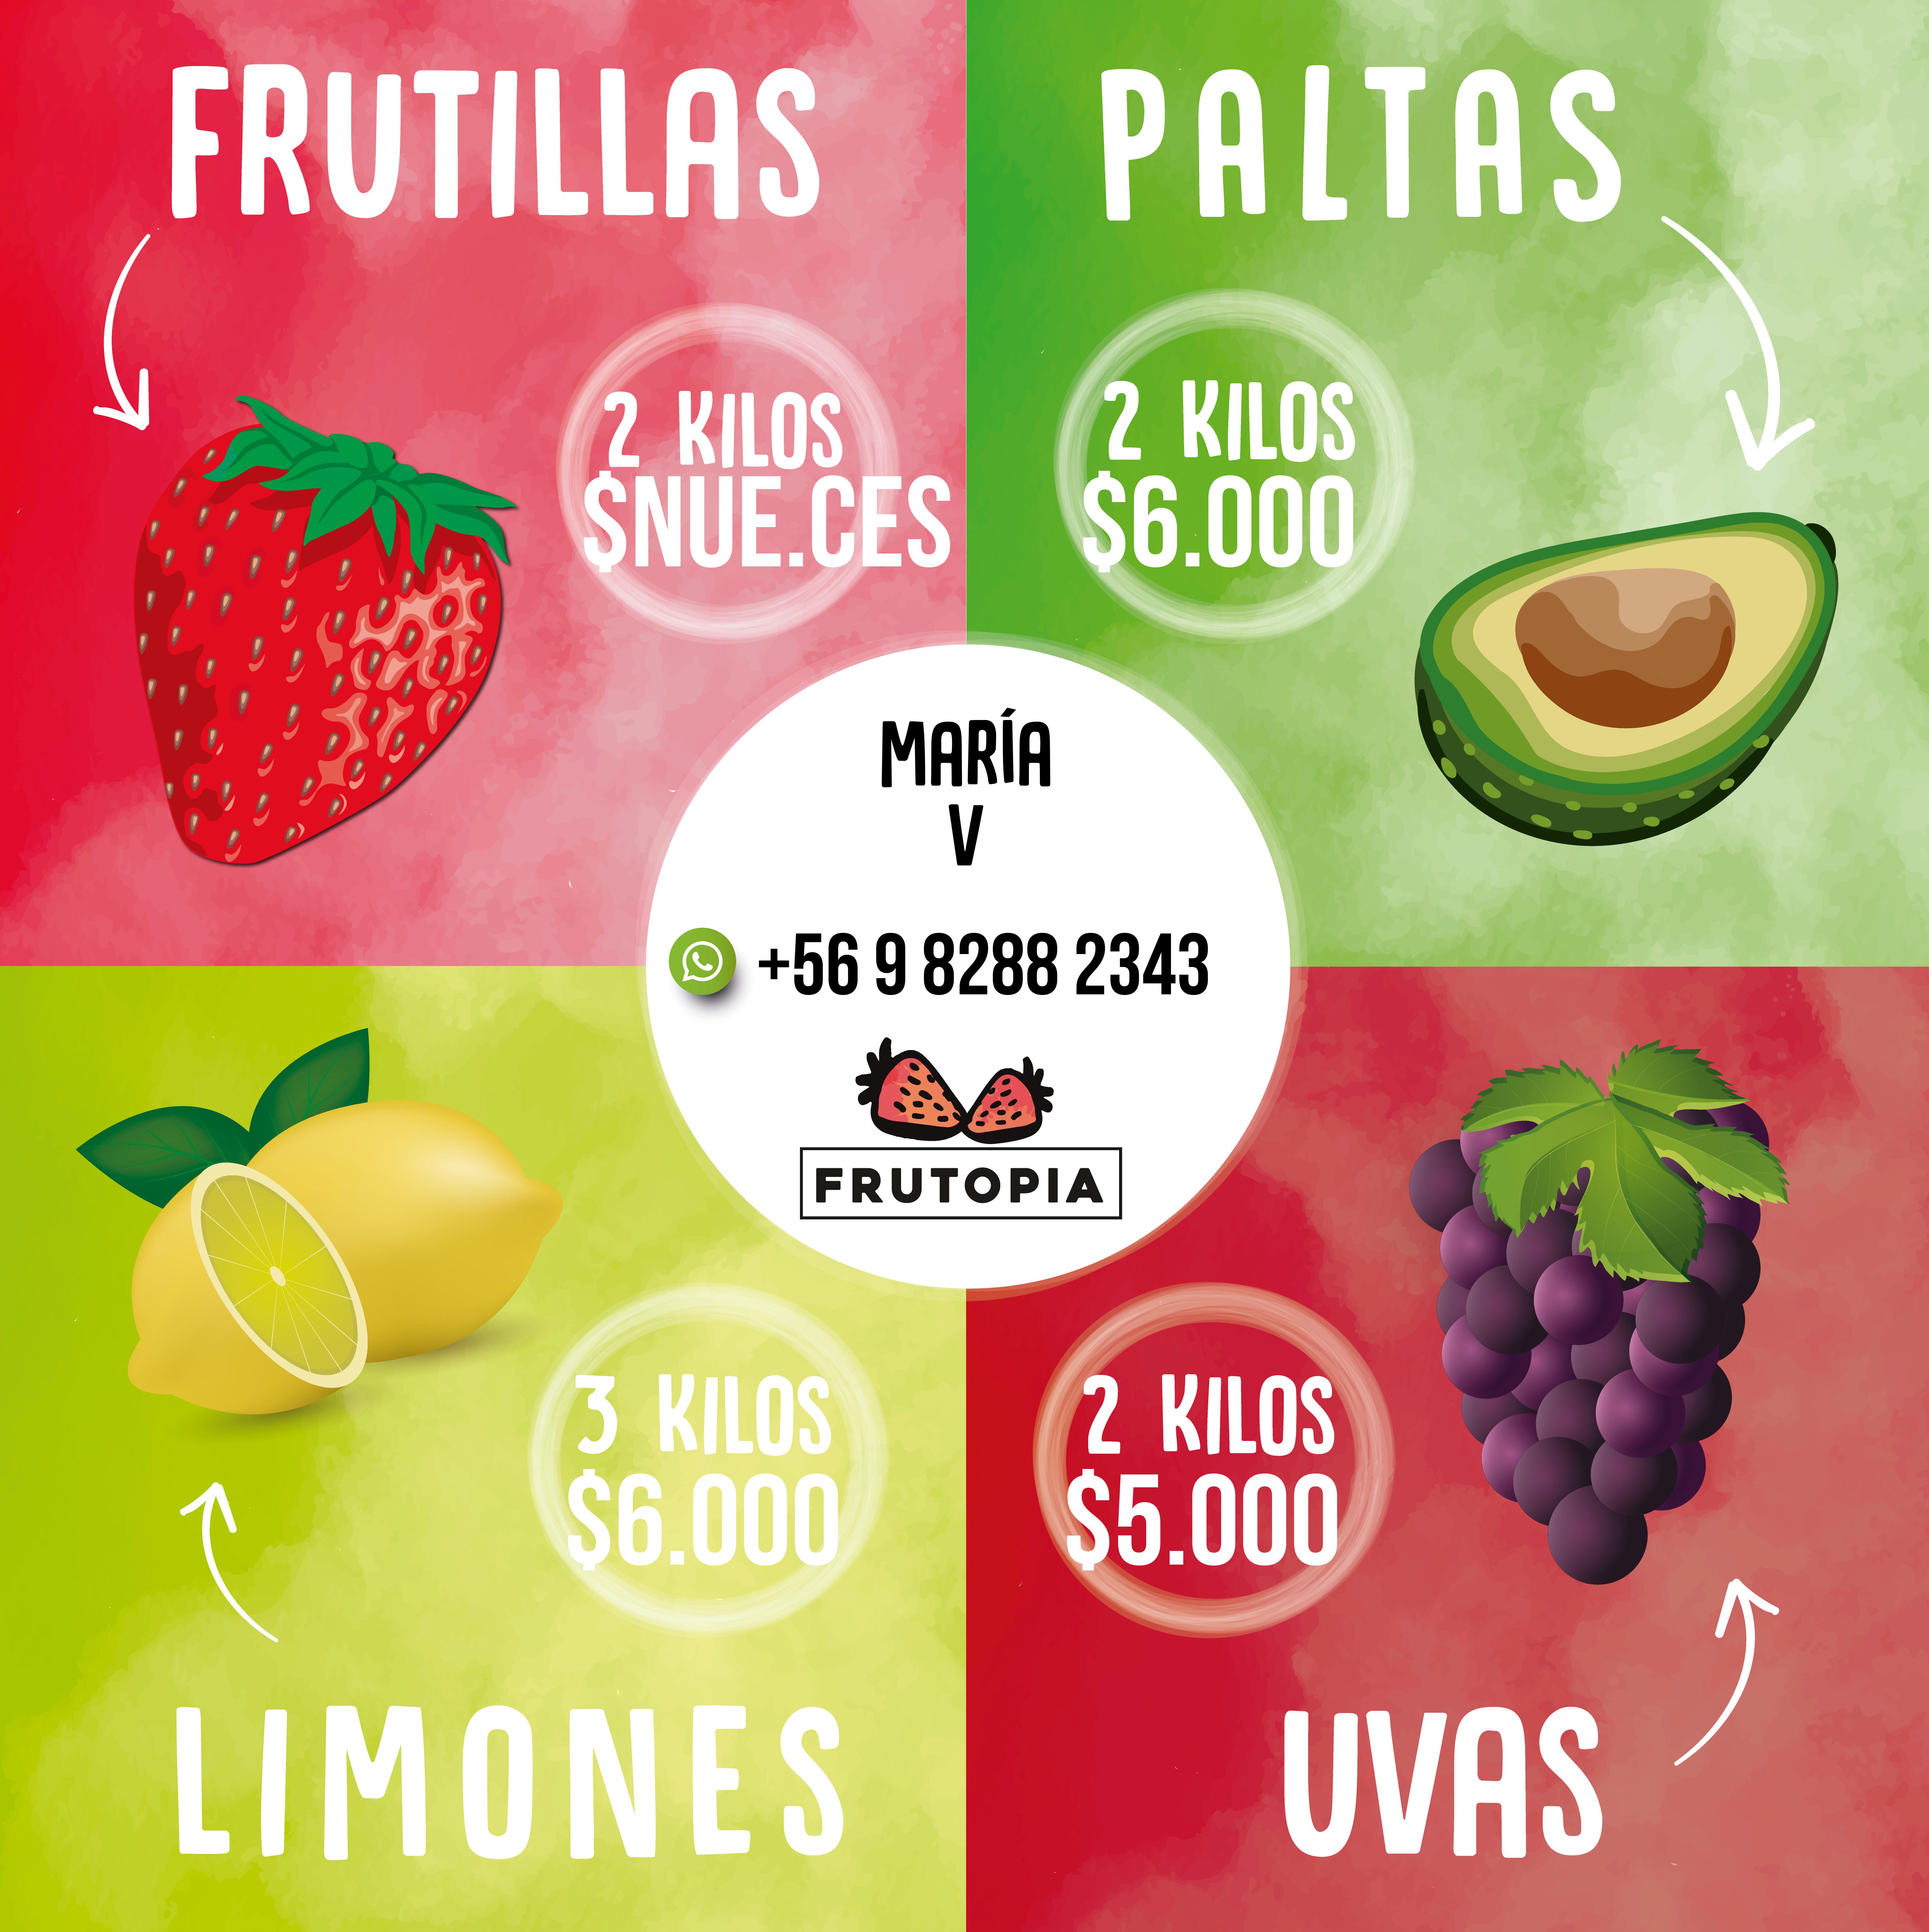 FRUTILLAS
2 KILOS
$NUE.CES
PALTAS
2 KILOS
$6.000
MARÍA
V
+56 9 8288 2343
FRUTOPIA
3 KILOS
$6.000
LIMONES
2 KILOS
$5.000
UVAS